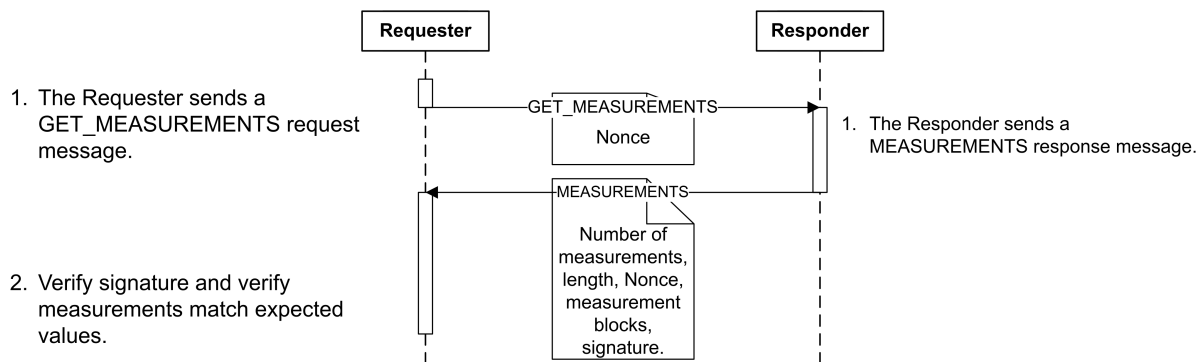 Requester
Responder
1. The Requester sends a
GET_MEASUREMENTS request
message.
GET_MEASUREMENTS
Nonce
1. The Responder sends a
MEASUREMENTS response message.
MEASUREMENTS
Number of
measurements,
length, Nonce,
measurement
blocks,
signature.
2. Verify signature and verify
measurements match expected
values.